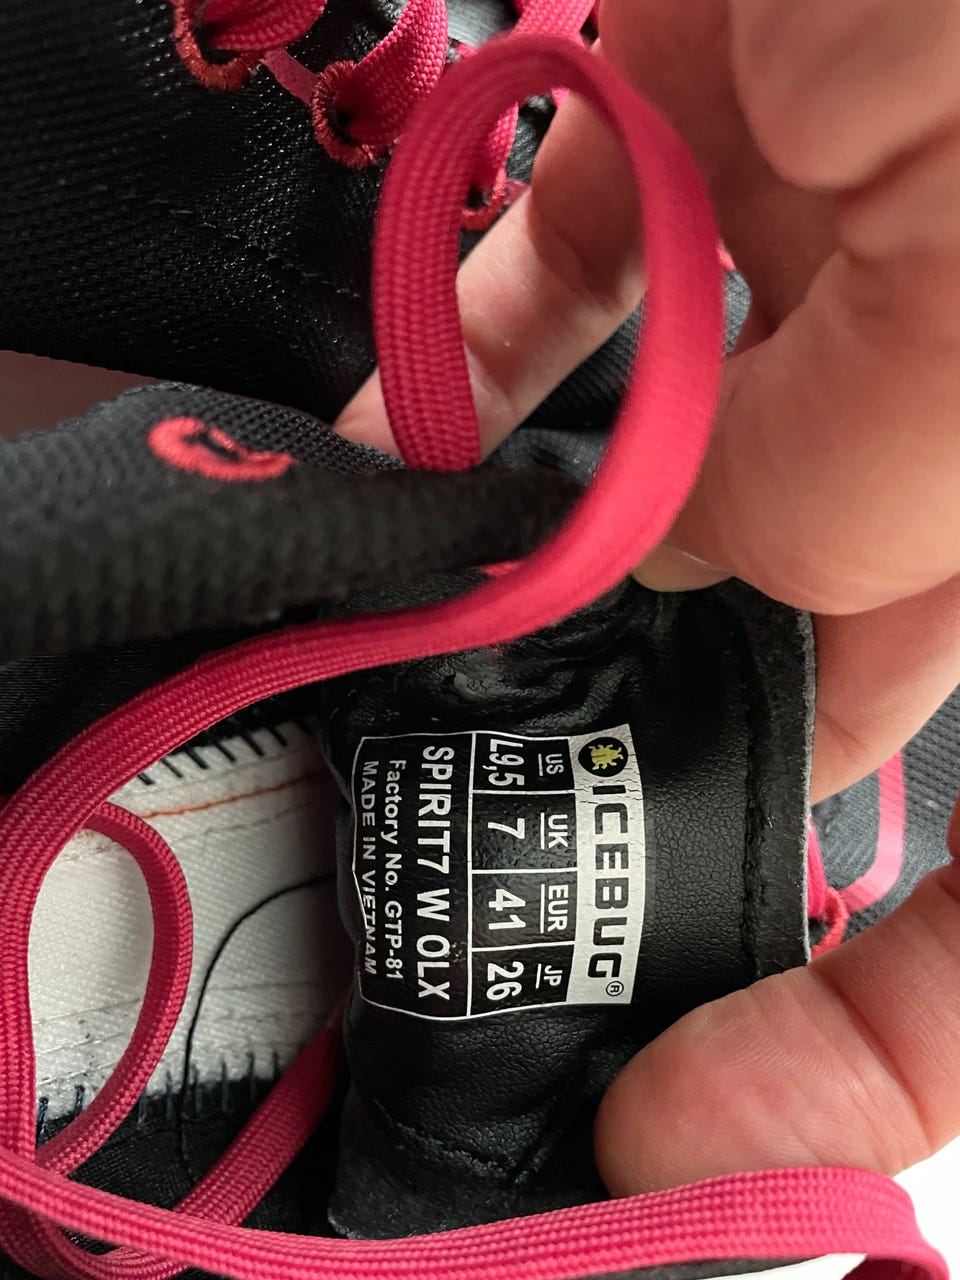 ICEBUG®
US UK EUR JP
L9,5 7 41 26
SPIRIT7 W OLX
Factory No. GTP-81
MADE IN VIETNAM